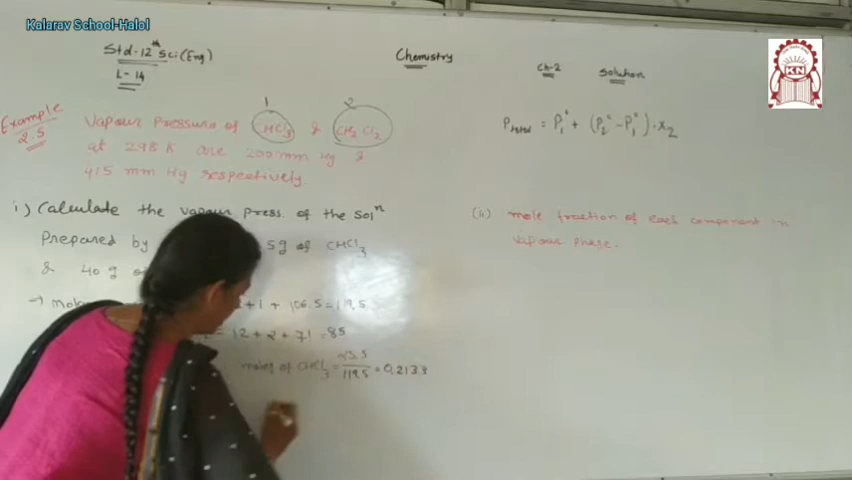 Kalarav School-Halol
Std-12th Sci (Eng)
L-14
Chemistry
Ch-2 Solution
KN
Example 2.5
1 2
Vapour Pressure of CHCl3 & CH2Cl2
at 298 K are 200 mm Hg &
415 mm Hg respectively.
i) Calculate the vapour press. of the solⁿ
Prepared by 5g of CHCl3
& 40 g
→ + 1 + 106.5 = 119.5
= 12 + 2 + 71 = 85
moles of CHCl3 = 25.5/119.5 = 0.2133
Ptotal = P1° + (P2° - P1°) . x2
(ii) mole fraction of each component in
vapour phase.